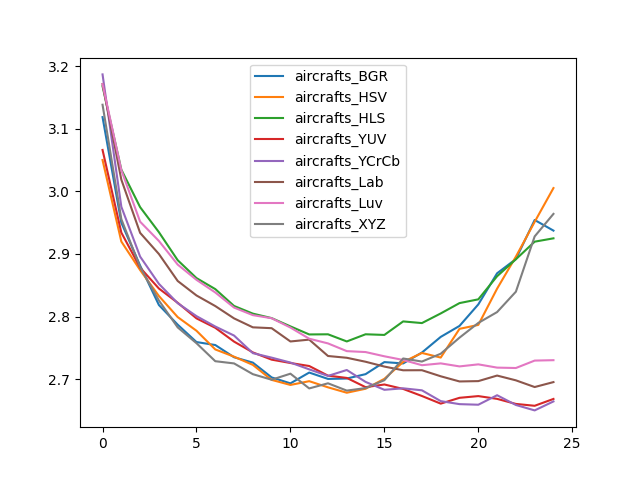 3.2
3.1
3.0
2.9
2.8
2.7
0
5
10
15
20
25
aircrafts_BGR
aircrafts_HSV
aircrafts_HLS
aircrafts_YUV
aircrafts_YCrCb
aircrafts_Lab
aircrafts_Luv
aircrafts_XYZ